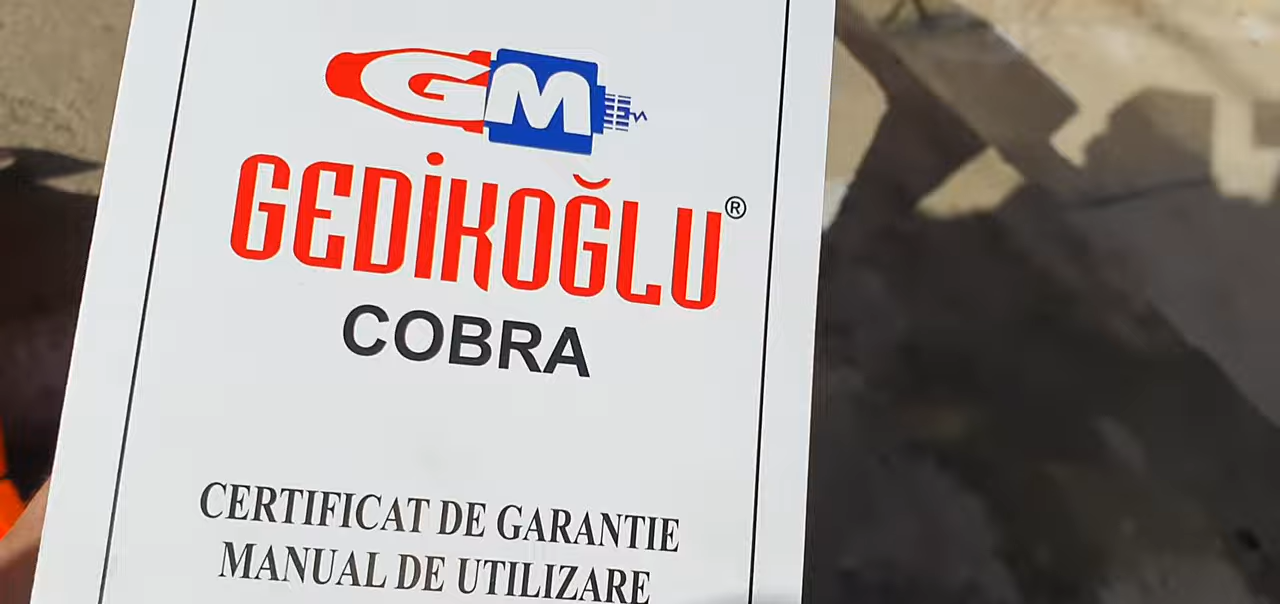 GM
GEDİKOĞLU®
COBRA
CERTIFICAT DE GARANTIE
MANUAL DE UTILIZARE